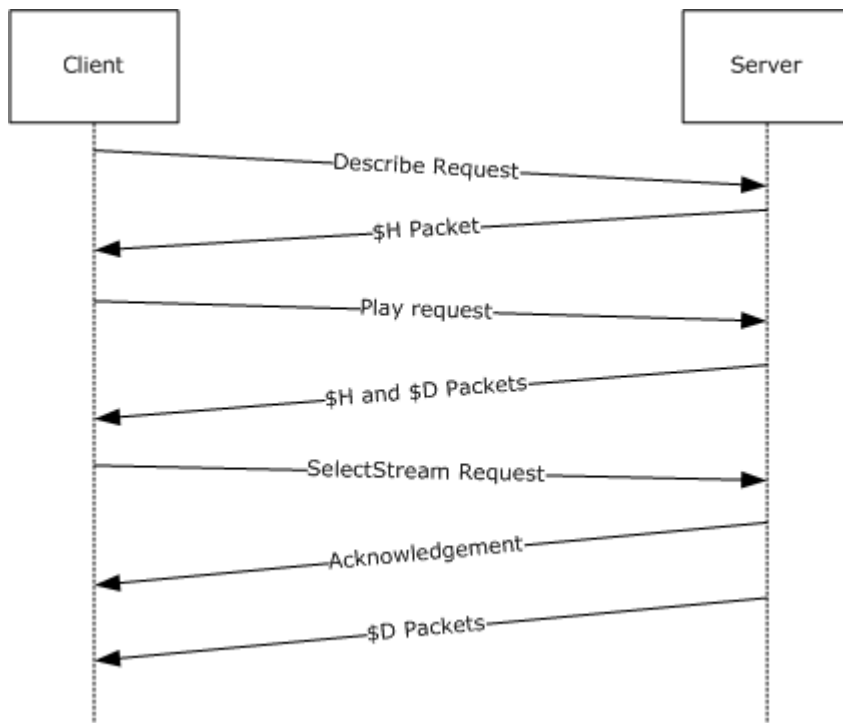 Client
Server
Describe Request
$H Packet
Play request
$H and $D Packets
SelectStream Request
Acknowledgement
$D Packets